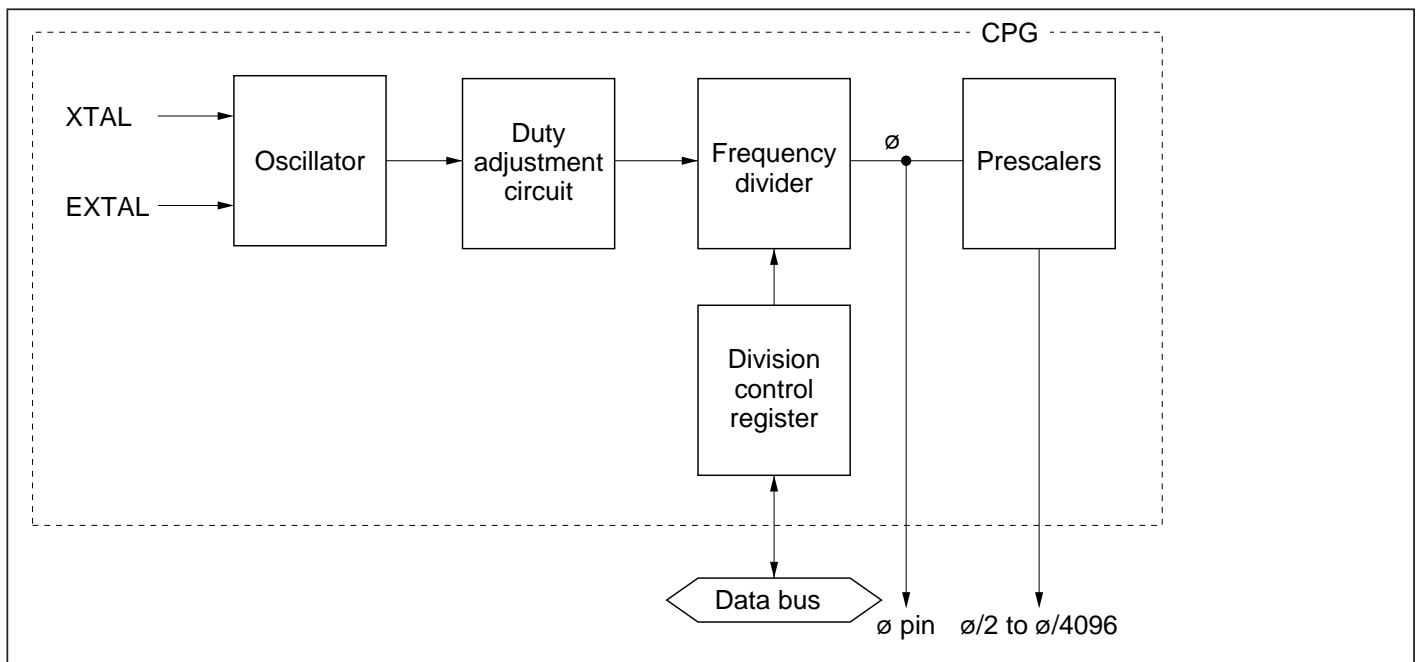 CPG
XTAL
EXTAL
Oscillator
Duty
adjustment
circuit
Frequency
divider
ø
Prescalers
Division
control
register
Data bus
ø pin
ø/2 to ø/4096